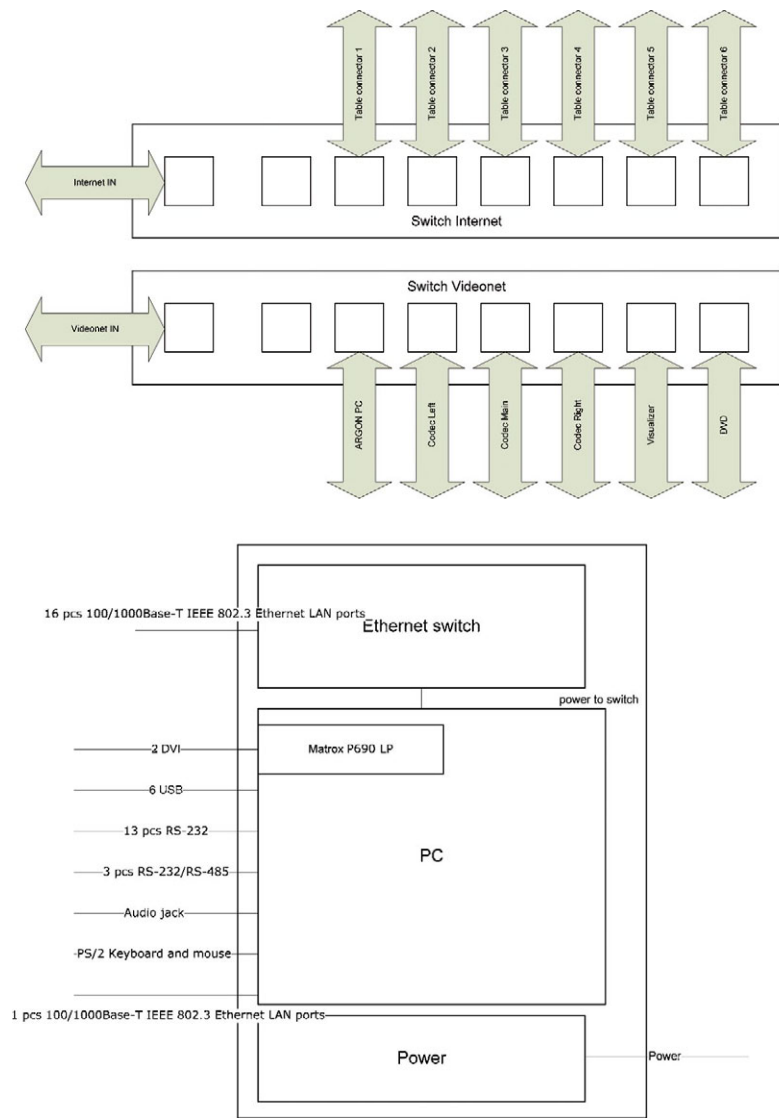 Table connector 1
Table connector 2
Table connector 3
Table connector 4
Table connector 5
Table connector 6
Internet IN
Switch Internet
Switch Videonet
Videonet IN
ARGON PC
Codec Left
Codec Main
Codec Right
Visualizer
DVD
16 pcs 100/1000Base-T IEEE 802.3 Ethernet LAN ports
Ethernet switch
power to switch
Matrox P690 LP
2 DVI
6 USB
13 pcs RS-232
PC
3 pcs RS-232/RS-485
Audio jack
PS/2 Keyboard and mouse
1 pcs 100/1000Base-T IEEE 802.3 Ethernet LAN ports
Power
Power